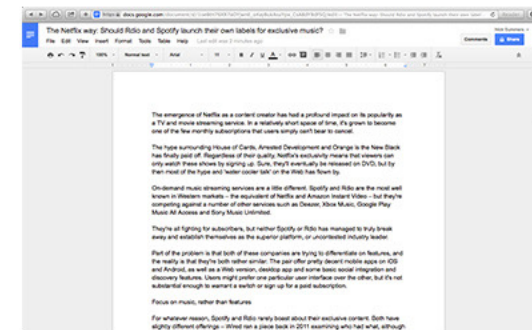 https docs.google.com
The Netflix way: Should Rdio and Spotify launch their own labels for exclusive music?
File Edit View Insert Format Tools Table Help Last edit was 2 minutes ago
Comments Share
Normal text Arial
The emergence of Netflix as a content creator has had a profound impact on its popularity as
a TV and movie streaming service. In a relatively short space of time, it's grown to become
one of the few monthly subscriptions that users simply can't bear to cancel.
The hype surrounding House of Cards, Arrested Development and Orange is the New Black
has finally paid off. Regardless of their quality, Netflix's exclusivity means that viewers can
only watch these shows by signing up. Sure, they'll eventually be released on DVD, but by
then most of the hype and 'water cooler talk' on the Web has flown by.
On-demand music streaming services are a little different. Spotify and Rdio are the most well
known in Western markets – the equivalent of Netflix and Amazon Instant Video – but they're
competing against a number of other services such as Deezer, Xbox Music, Google Play
Music All Access and Sony Music Unlimited.
They're all fighting for subscribers, but neither Spotify or Rdio has managed to truly break
away and establish themselves as the superior platform, or uncontested industry leader.
Part of the problem is that both of these companies are trying to differentiate on features, and
the reality is that they're both rather similar. The pair offer pretty decent mobile apps on iOS
and Android, as well as a Web version, desktop app and some basic social integration and
discovery features. Users might prefer one particular user interface over the other, but it's not
substantial enough to warrant a switch or sign up for a paid subscription.
Focus on music, rather than features
For whatever reason, Spotify and Rdio rarely boast about their exclusive content. Both have
slightly different offerings – Wired ran a piece back in 2011 examining who had what, although